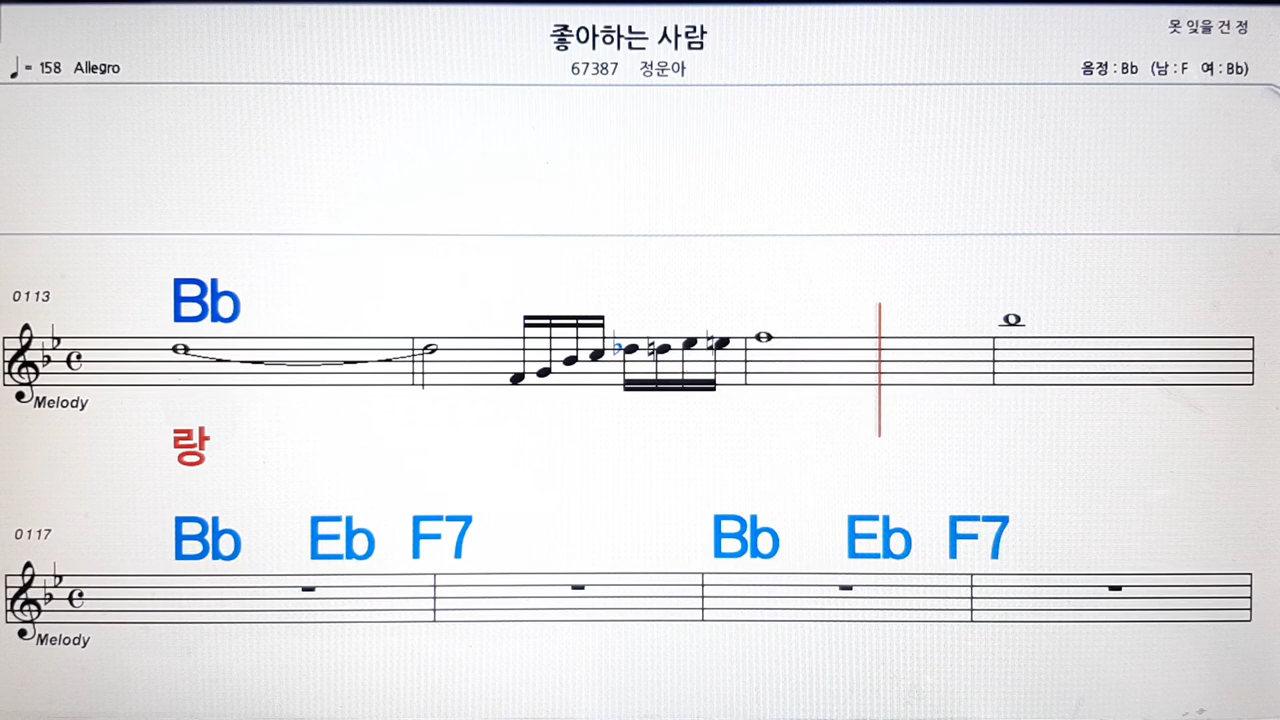 좋아하는 사람
못 잊을 건 정
♩ = 158 Allegro
67387 정운아
음정 : Bb (남 : F 여 : Bb)
0113
Bb
Melody
랑
0117
Bb Eb F7 Bb Eb F7
Melody